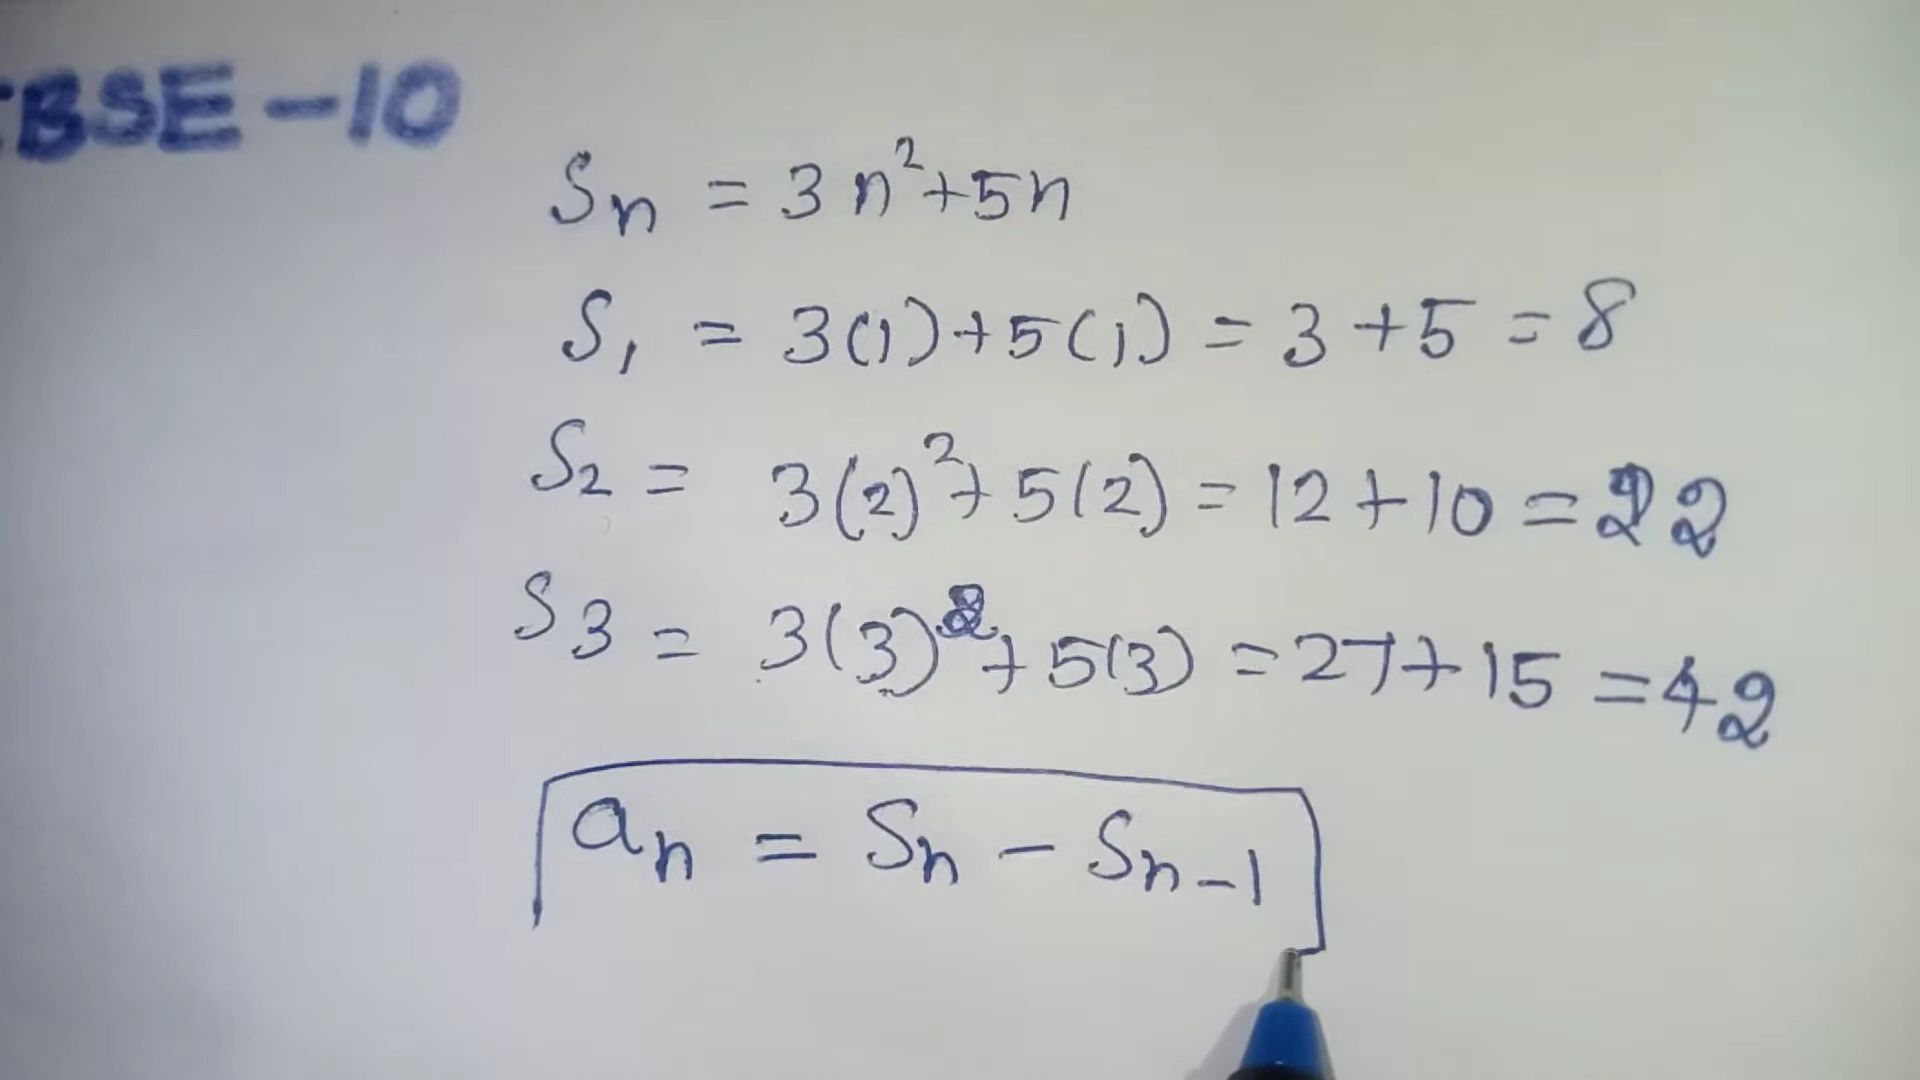 CBSE-10
Sn = 3n²+5n
S₁ = 3(1)+5(1) = 3+5 = 8
S₂ = 3(2)²+5(2) = 12+10 = 22
S₃ = 3(3)²+5(3) = 27+15 = 42
aₙ = Sₙ - Sₙ₋₁